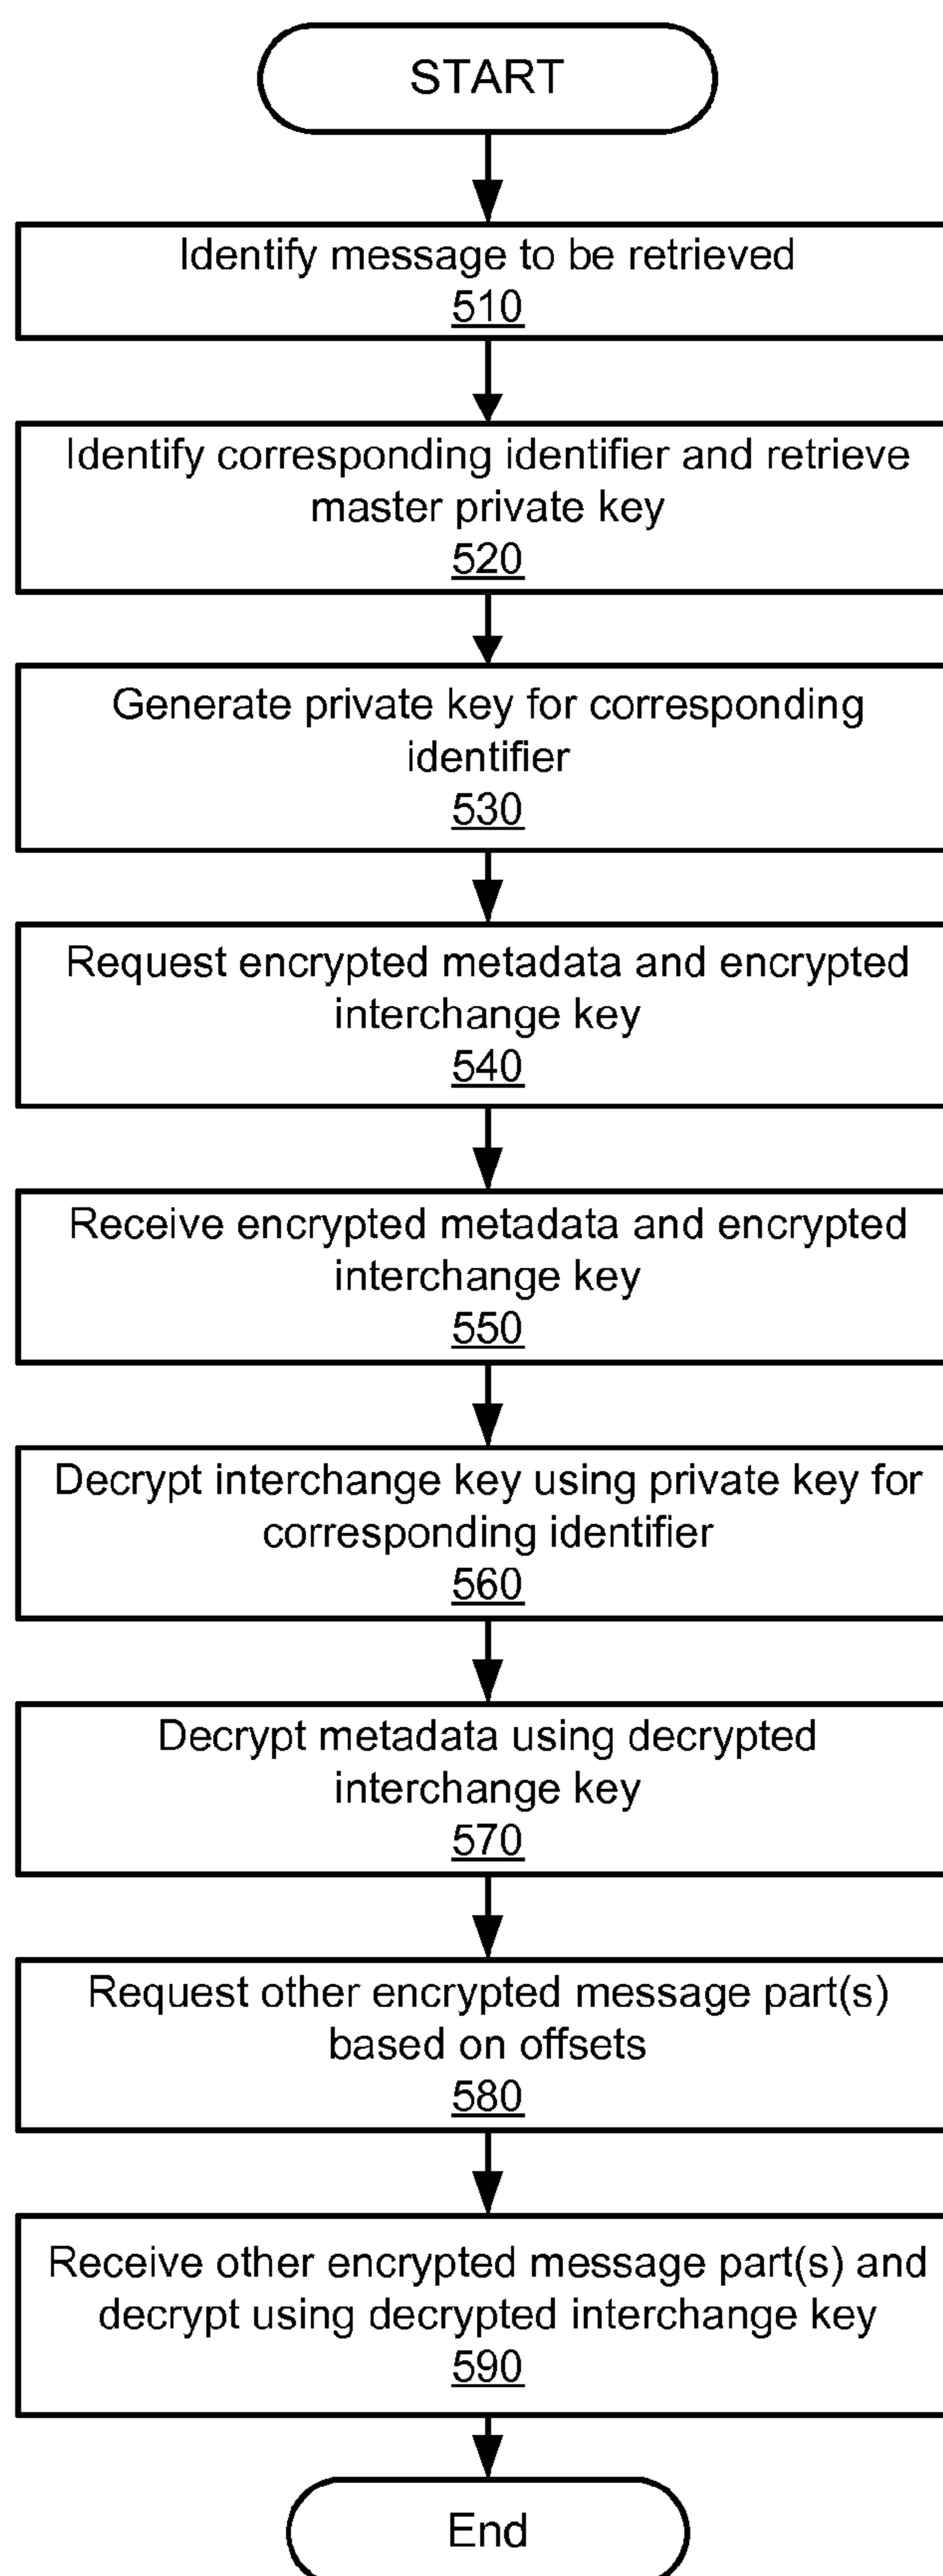 START
Identify message to be retrieved
510
Identify corresponding identifier and retrieve
master private key
520
Generate private key for corresponding
identifier
530
Request encrypted metadata and encrypted
interchange key
540
Receive encrypted metadata and encrypted
interchange key
550
Decrypt interchange key using private key for
corresponding identifier
560
Decrypt metadata using decrypted
interchange key
570
Request other encrypted message part(s)
based on offsets
580
Receive other encrypted message part(s) and
decrypt using decrypted interchange key
590
End